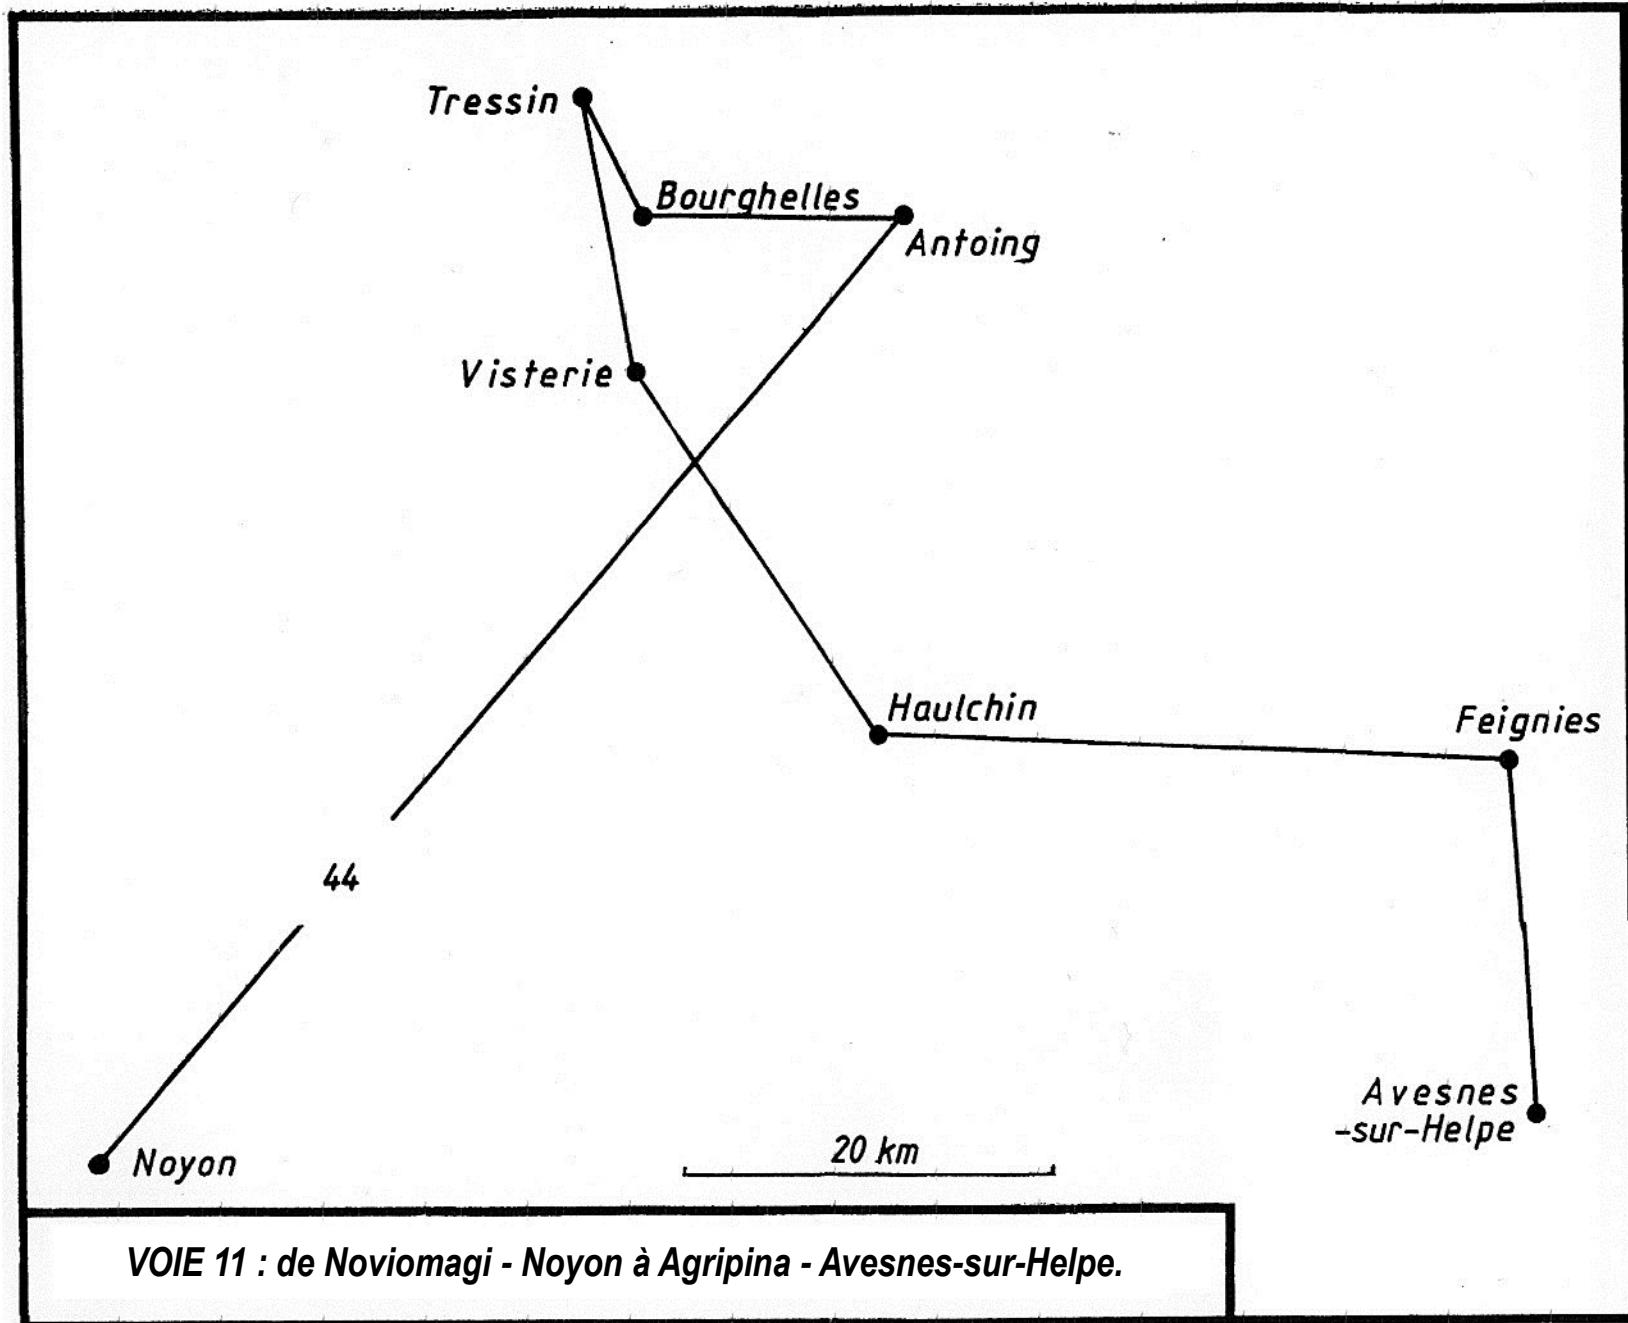 Tressin
Bourghelles
Antoing
Visterie
Haulchin
Feignies
44
Avesnes
-sur-Helpe
Noyon
20 km
VOIE 11 : de Noviomagi - Noyon à Agripina - Avesnes-sur-Helpe.